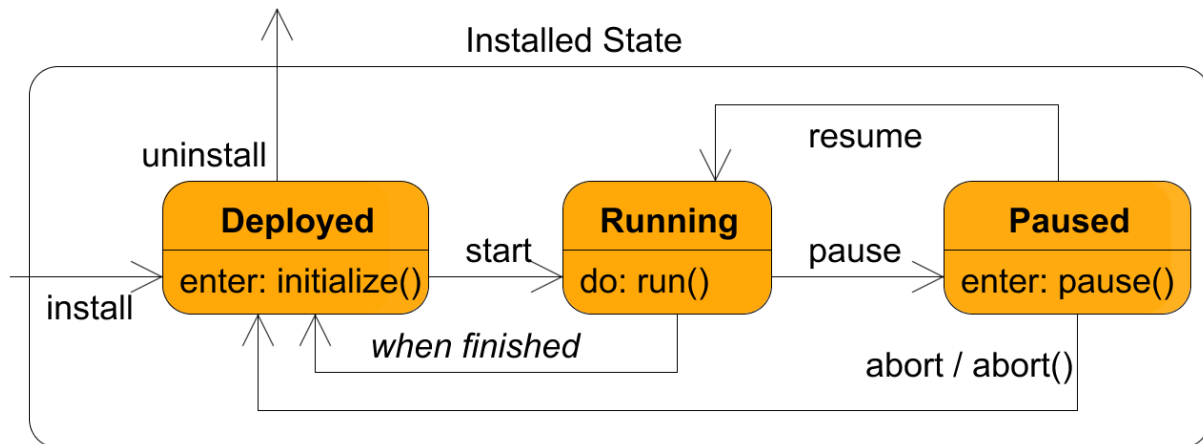 Installed State
uninstall
resume
Deployed
Running
Paused
start
pause
enter: initialize()
do: run()
enter: pause()
install
when finished
abort / abort()